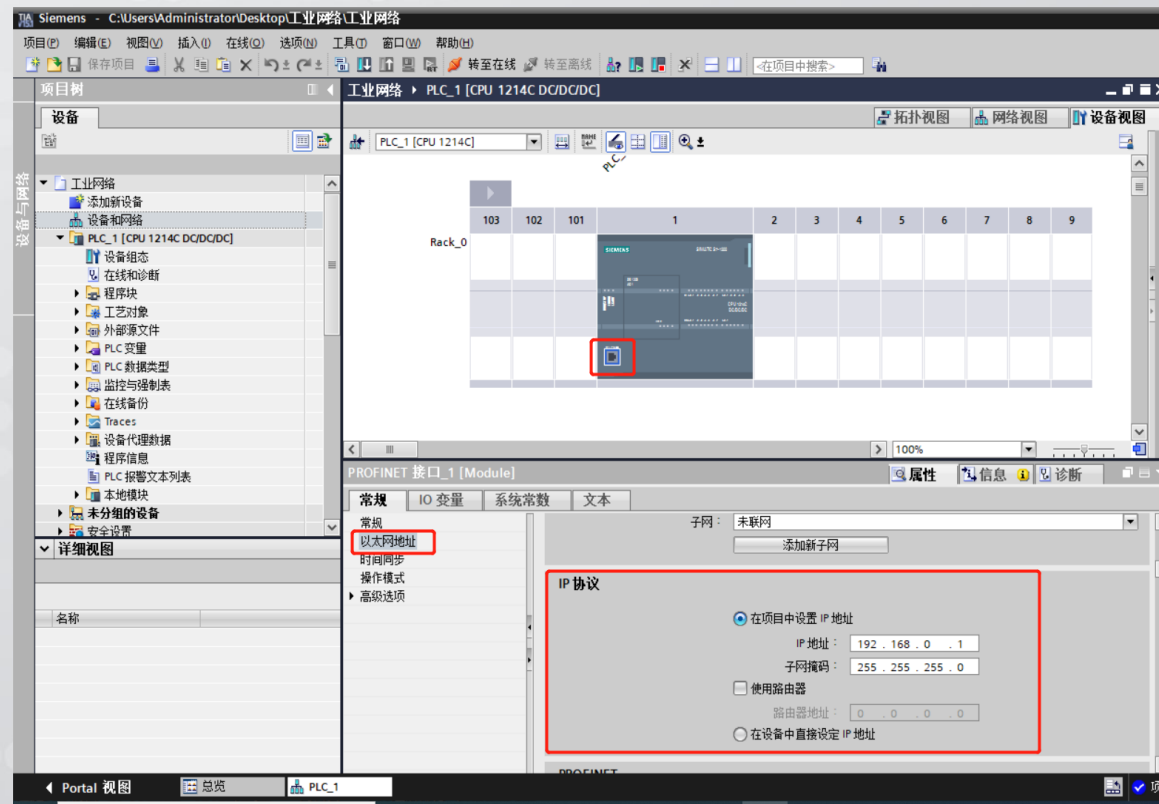 Siemens - C:\Users\Administrator\Desktop\工业网络\工业网络
项目(P) 编辑(E) 视图(V) 插入(I) 在线(O) 选项(N) 工具(T) 窗口(W) 帮助(H)
保存项目 转至在线 转至离线 <在项目中搜索>
项目树
工业网络 PLC_1 [CPU 1214C DC/DC/DC]
设备
拓扑视图 网络视图 设备视图
PLC_1 [CPU 1214C]
PLC_
设备与网络
工业网络
添加新设备
设备和网络
PLC_1 [CPU 1214C DC/DC/DC]
设备组态
在线和诊断
程序块
工艺对象
外部源文件
PLC 变量
PLC 数据类型
监控与强制表
在线备份
Traces
设备代理数据
程序信息
PLC 报警文本列表
本地模块
未分组的设备
安全设置
详细视图
名称
103 102 101 1 2 3 4 5 6 7 8 9
Rack_0
SIEMENS
100%
PROFINET 接口_1 [Module]
属性 信息 诊断
常规 IO 变量 系统常数 文本
常规
以太网地址
时间同步
操作模式
高级选项
子网： 未联网
添加新子网
IP 协议
在项目中设置 IP 地址
IP 地址： 192 . 168 . 0 . 1
子网掩码： 255 . 255 . 255 . 0
使用路由器
路由器地址： 0 . 0 . 0 . 0
在设备中直接设定 IP 地址
PROFINET
Portal 视图 总览 PLC_1